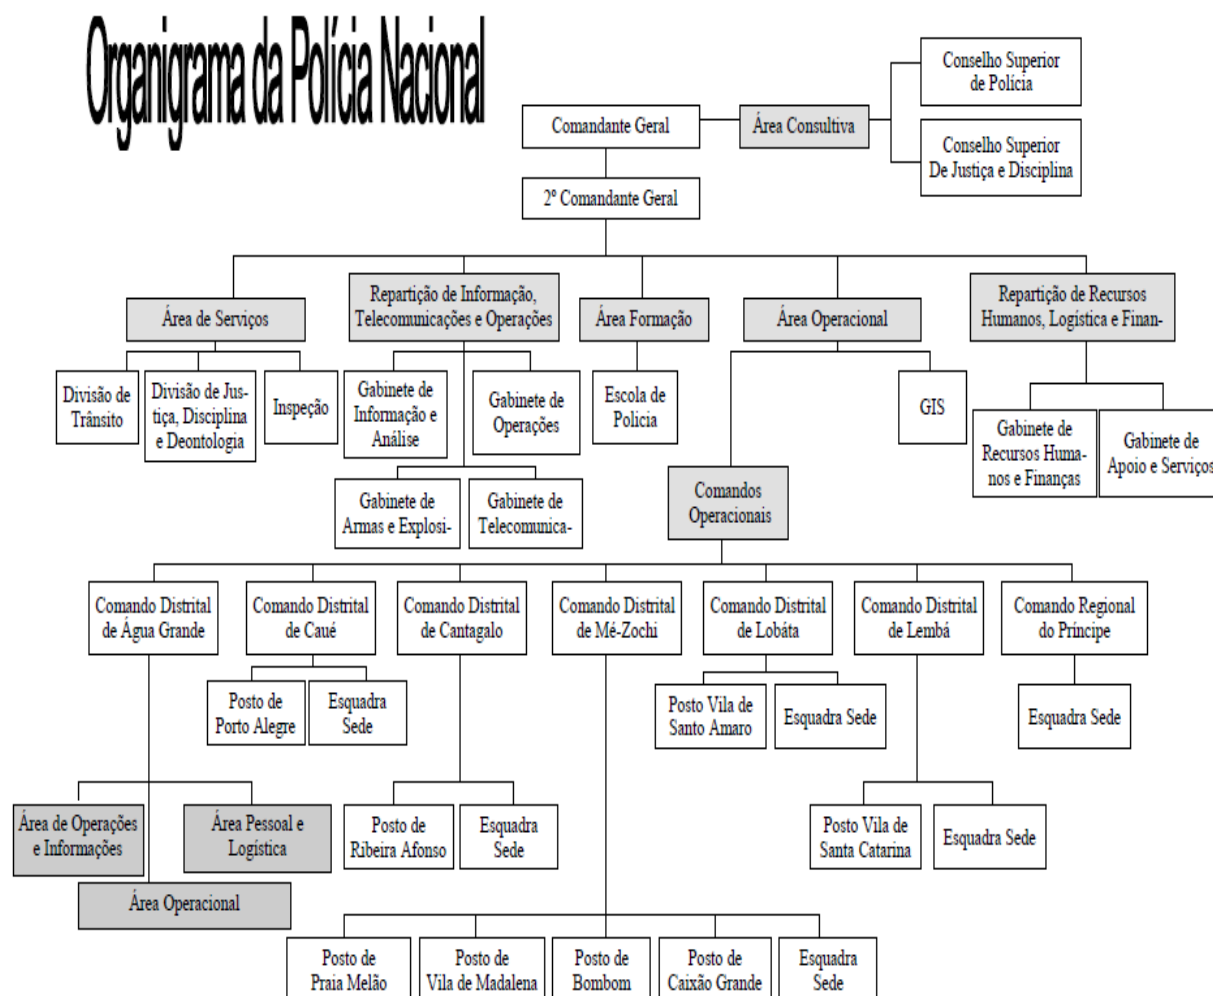 Organigrama da Polícia Nacional
Conselho Superior
de Polícia
Comandante Geral
Área Consultiva
Conselho Superior
De Justiça e Disciplina
2º Comandante Geral
Área de Serviços
Repartição de Informação,
Telecomunicações e Operações
Área Formação
Área Operacional
Repartição de Recursos
Humanos, Logística e Finan-
Divisão de
Trânsito
Divisão de Jus-
tiça, Disciplina
e Deontologia
Inspeção
Gabinete de
Informação e
Análise
Gabinete de
Operações
Escola de
Policia
GIS
Gabinete de
Recursos Huma-
nos e Finanças
Gabinete de
Apoio e Serviços
Gabinete de
Armas e Explosi-
Gabinete de
Telecomunica-
Comandos
Operacionais
Comando Distrital
de Água Grande
Comando Distrital
de Caué
Comando Distrital
de Cantagalo
Comando Distrital
de Mé-Zochi
Comando Distrital
de Lobáta
Comando Distrital
de Lembá
Comando Regional
do Príncipe
Posto de
Porto Alegre
Esquadra
Sede
Posto Vila de
Santo Amaro
Esquadra Sede
Esquadra Sede
Área de Operações
e Informações
Área Pessoal e
Logística
Área Operacional
Posto de
Ribeira Afonso
Esquadra
Sede
Posto Vila de
Santa Catarina
Esquadra Sede
Posto de
Praia Melão
Posto de
Vila de Madalena
Posto de
Bombom
Posto de
Caixão Grande
Esquadra
Sede